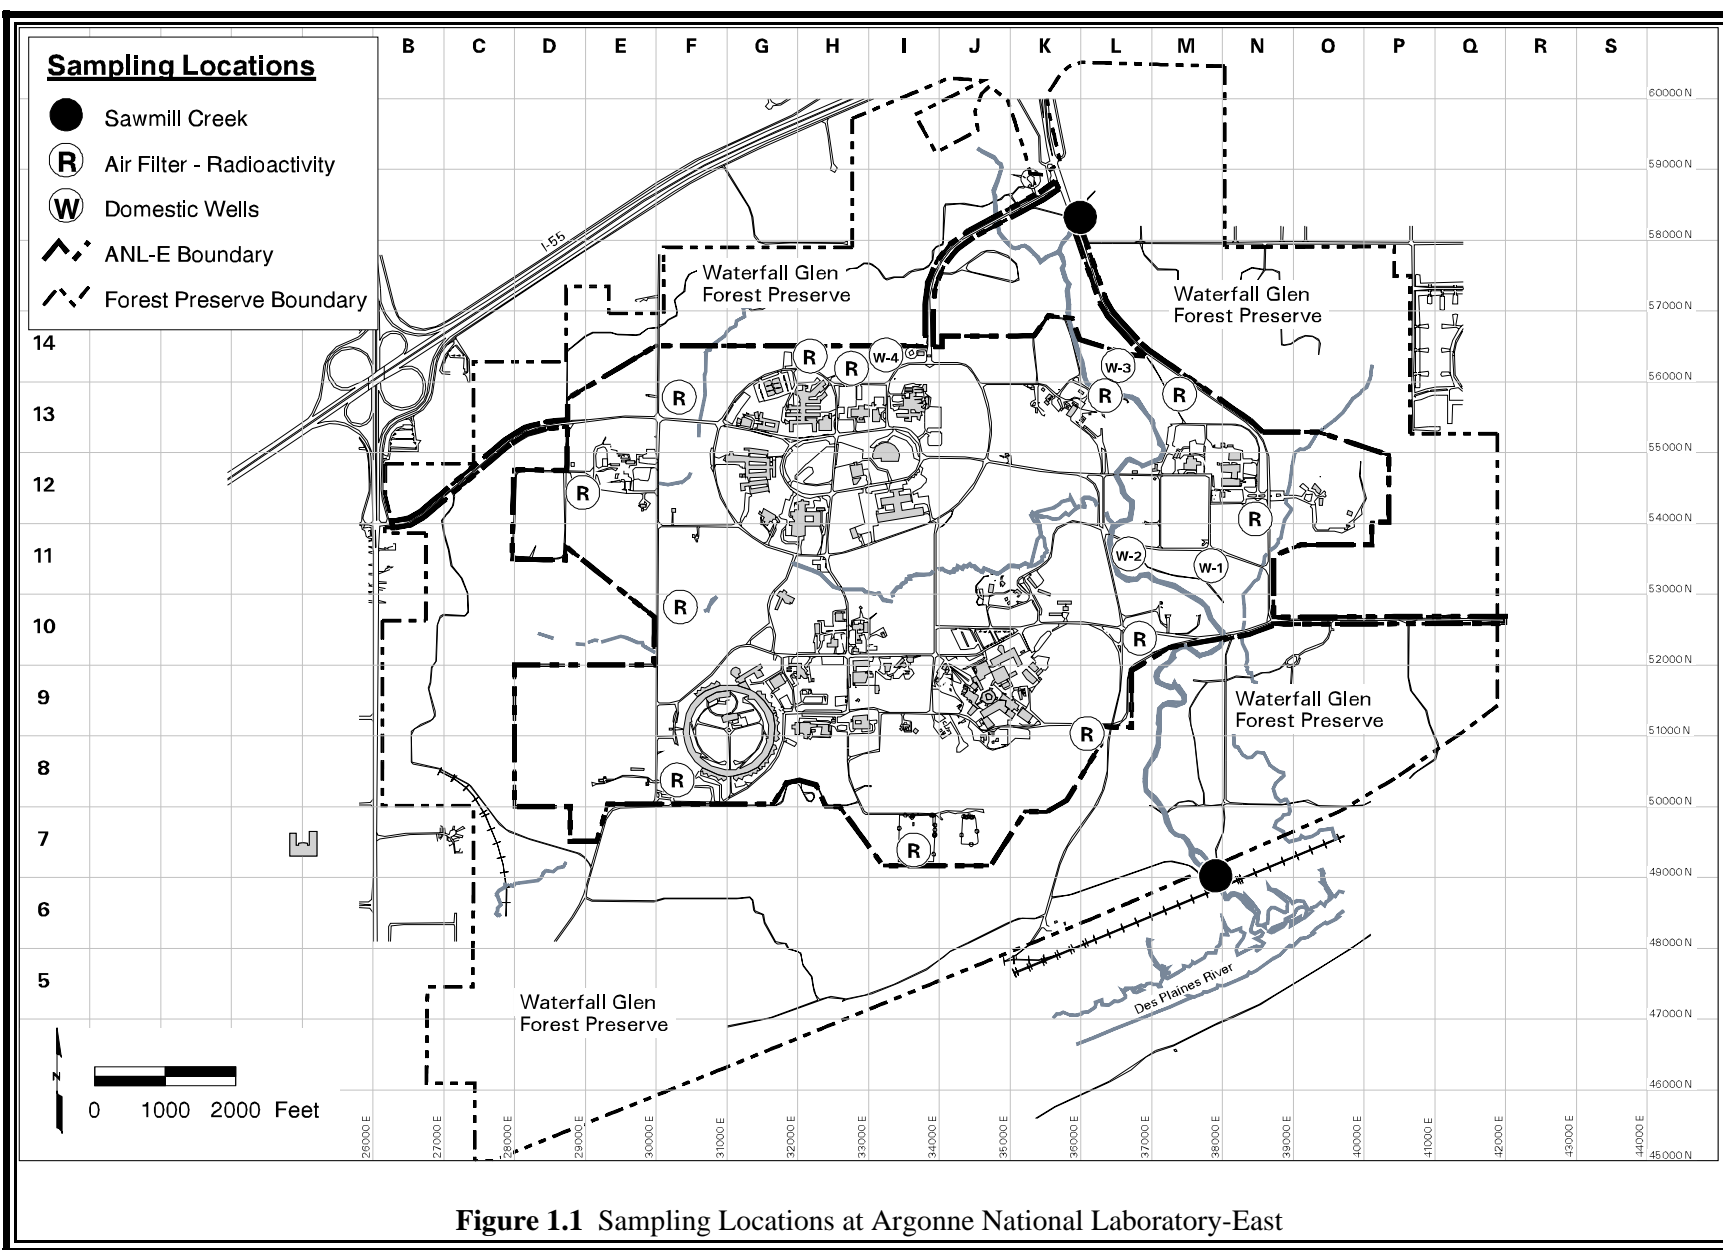 B C D E F G H I J K L M N O P Q R S
Sampling Locations
Sawmill Creek
R Air Filter - Radioactivity
W Domestic Wells
ANL-E Boundary
Forest Preserve Boundary
60000 N
59000 N
58000 N
57000 N
56000 N
55000 N
54000 N
53000 N
52000 N
51000 N
50000 N
49000 N
48000 N
47000 N
46000 N
45000 N
14
13
12
11
10
9
8
7
6
5
I-55
Waterfall Glen
Forest Preserve
Waterfall Glen
Forest Preserve
R
R
W-4
W-3
R
R
R
R
R
W-2
W-1
R
R
Waterfall Glen
Forest Preserve
R
R
R
Des Plaines River
Waterfall Glen
Forest Preserve
N
0 1000 2000 Feet
26000 E
27000 E
28000 E
29000 E
30000 E
31000 E
32000 E
33000 E
34000 E
35000 E
36000 E
37000 E
38000 E
39000 E
40000 E
41000 E
42000 E
43000 E
44000 E
Figure 1.1 Sampling Locations at Argonne National Laboratory-East